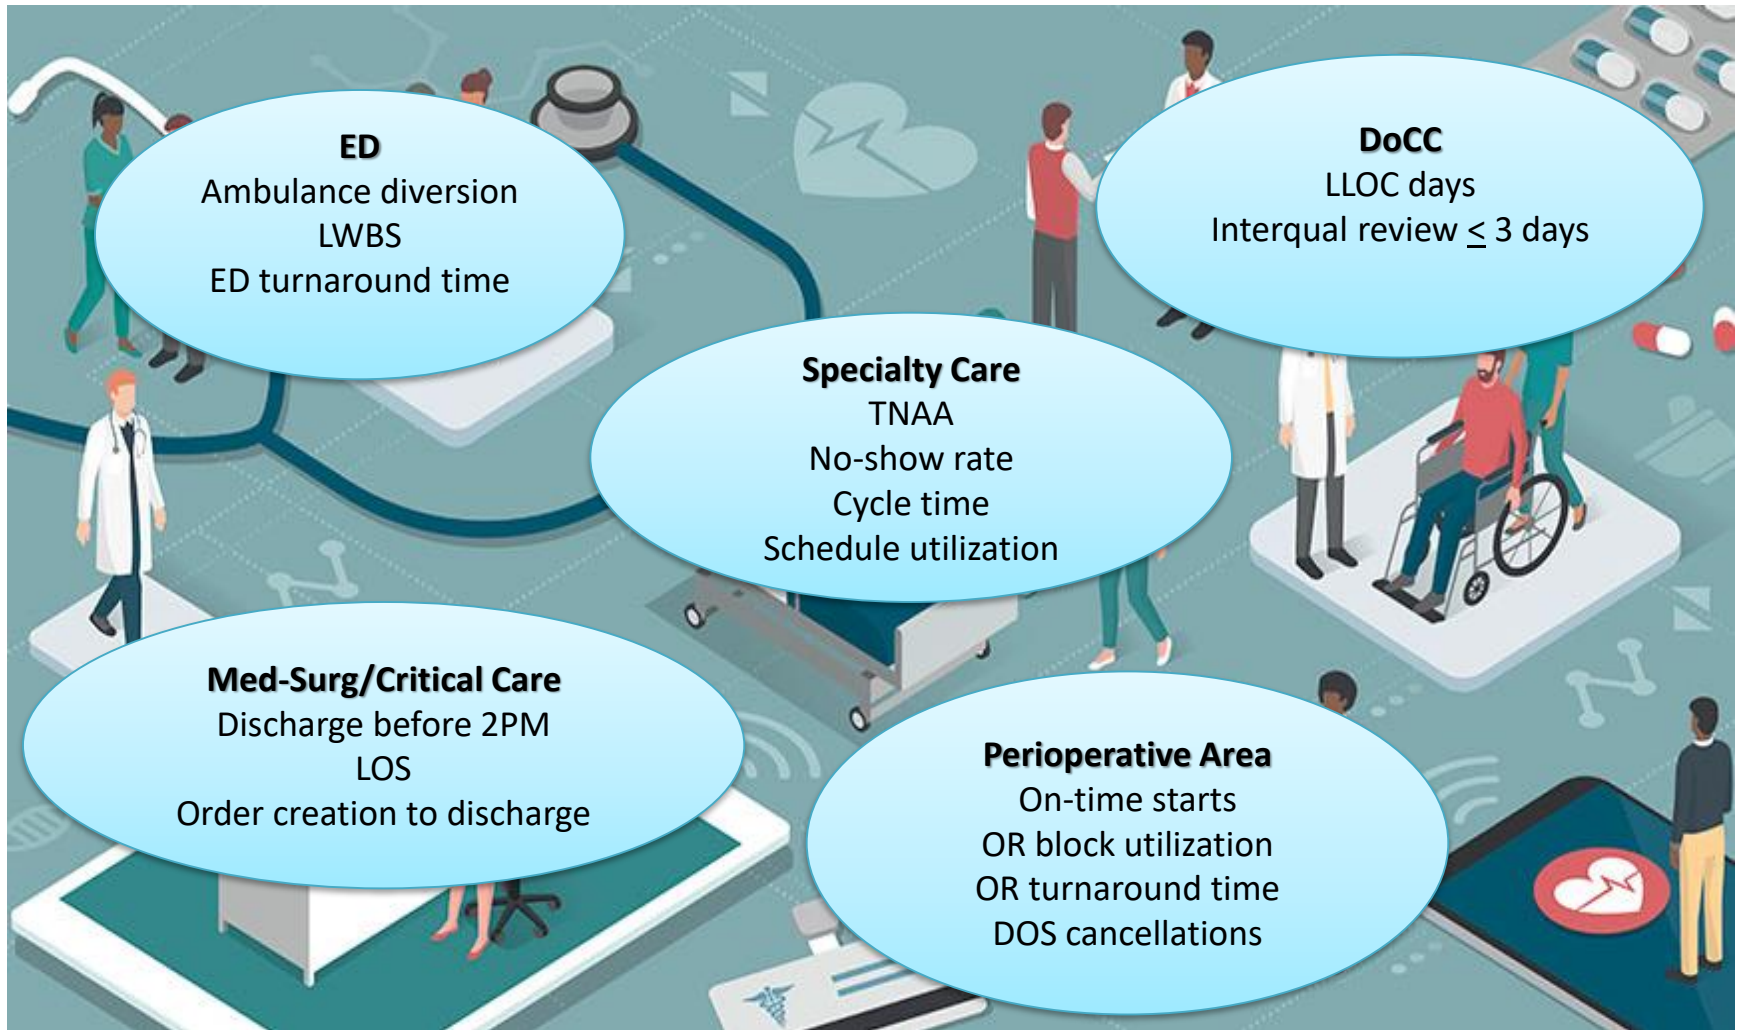 ED
Ambulance diversion
LWBS
ED turnaround time
DoCC
LLOC days
Interqual review ≤ 3 days
Specialty Care
TNAA
No-show rate
Cycle time
Schedule utilization
Med-Surg/Critical Care
Discharge before 2PM
LOS
Order creation to discharge
Perioperative Area
On-time starts
OR block utilization
OR turnaround time
DOS cancellations